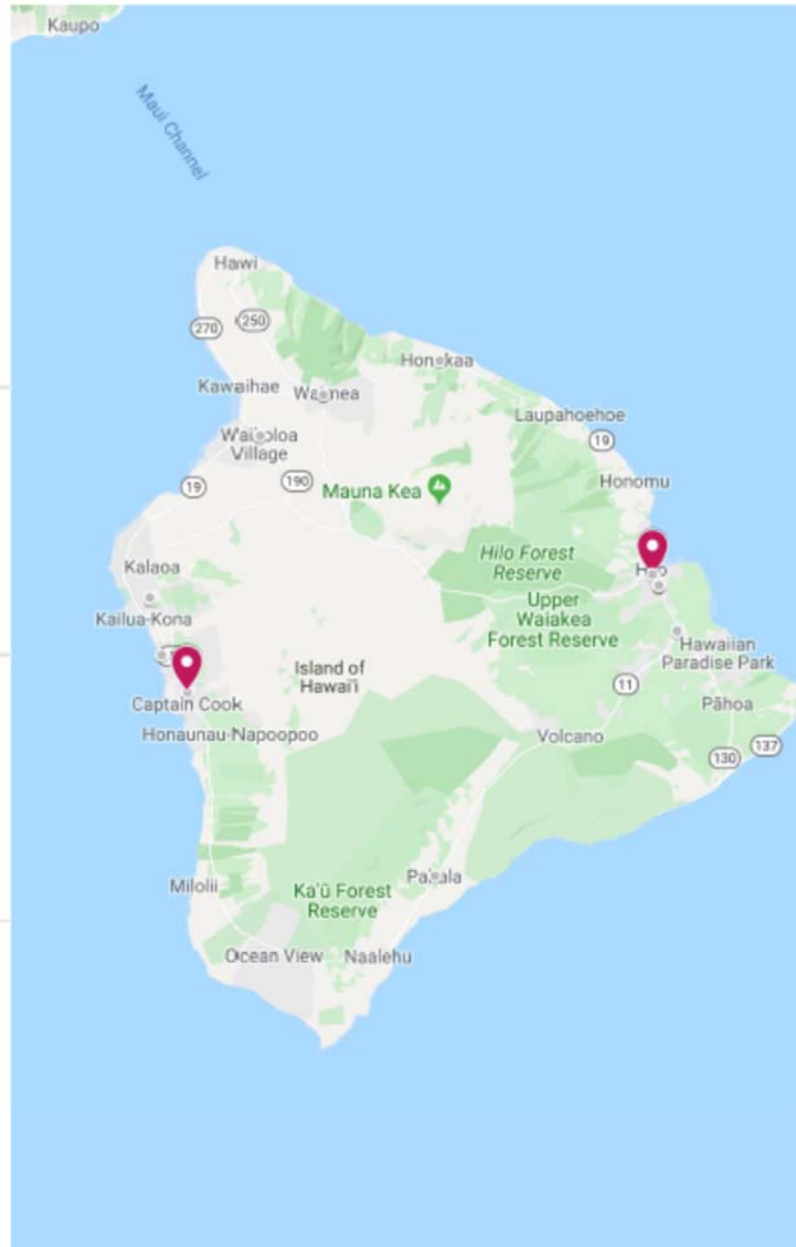 Kaupo
Maui Channel
Hawi
270
250
Honokaa
Kawaihae
Waimea
Laupahoehoe
Waikoloa
Village
19
19
190
Mauna Kea
Honomu
Hilo Forest
Reserve
Kalaoa
Hilo
Upper
Waiakea
Forest Reserve
Kailua-Kona
Hawaiian
Paradise Park
Island of
Hawai'i
11
Captain Cook
Pāhoa
Honaunau-Napoopoo
Volcano
137
130
Pahala
Milolii
Ka'ū Forest
Reserve
Ocean View
Naalehu